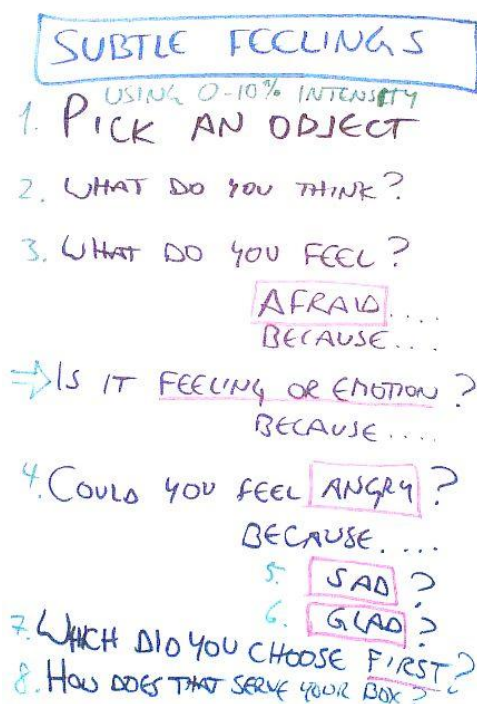 SUBTLE FEELINGS
USING 0-10% INTENSITY
1. PICK AN OBJECT
2. WHAT DO YOU THINK?
3. WHAT DO YOU FEEL?
AFRAID....
BECAUSE....
⇒ IS IT FEELING OR EMOTION?
BECAUSE....
4. COULD YOU FEEL ANGRY?
BECAUSE....
5. SAD?
6. GLAD?
7. WHICH DID YOU CHOOSE FIRST?
8. HOW DOES THAT SERVE YOUR BOX?